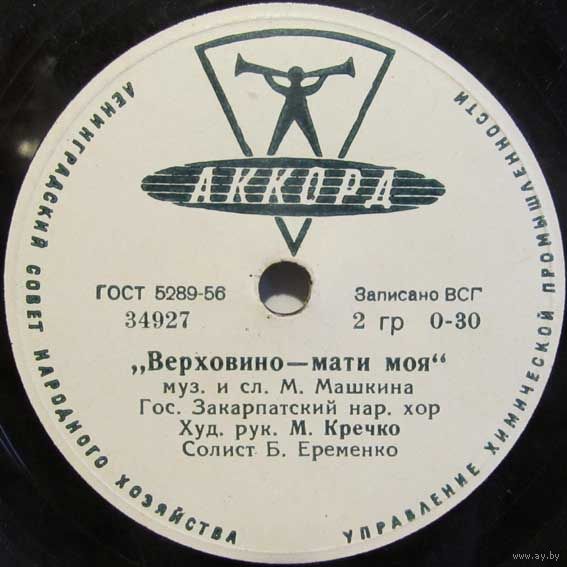 ЛЕНИНГРАДСКИЙ СОВЕТ НАРОДНОГО ХОЗЯЙСТВА
УПРАВЛЕНИЕ ХИМИЧЕСКОЙ ПРОМЫШЛЕННОСТИ
АККОРД
ГОСТ 5289-56 Записано ВСГ
34927 2 гр 0-30
„Верховино—мати моя“
муз. и сл. М. Машкина
Гос. Закарпатский нар. хор
Худ. рук. М. Кречко
Солист Б. Еременко
www.ay.by